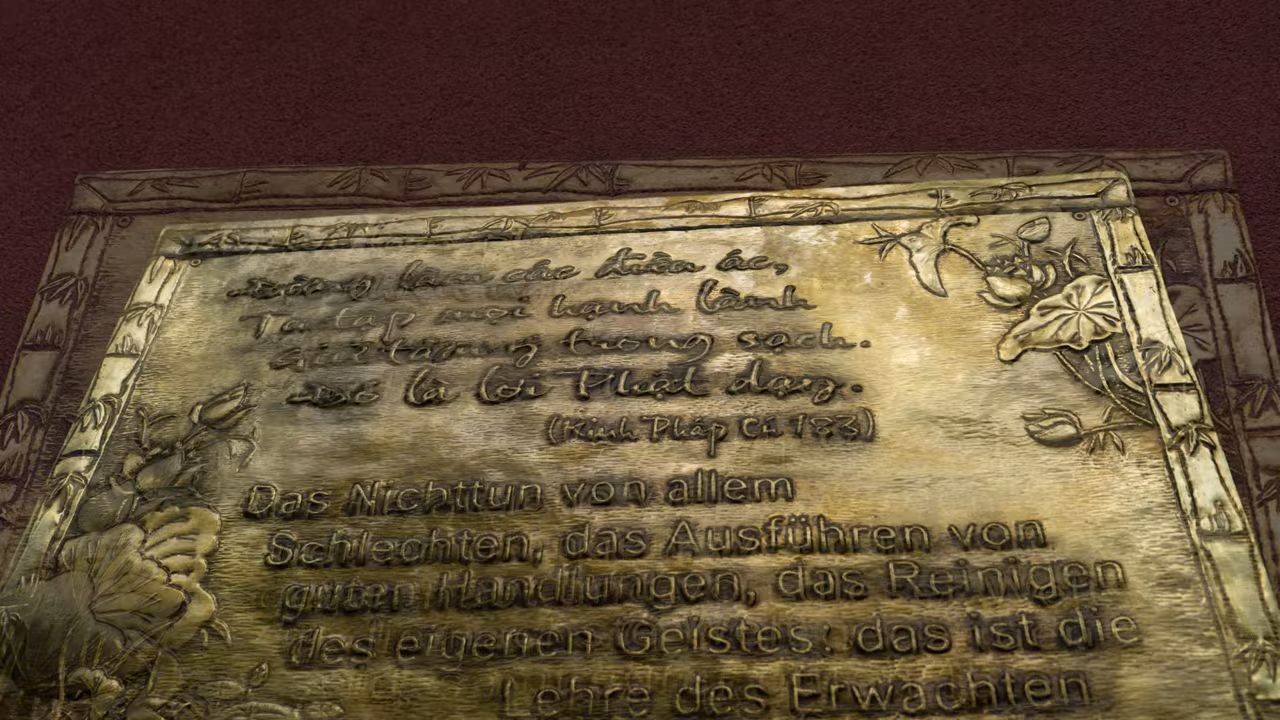 Đừng làm các điều ác,
Tu tập mọi hạnh lành
Giữ tâm ý trong sạch.
Đó là lời Phật dạy.
(Kinh Pháp Cú 183)
Das Nichttun von allem
Schlechten, das Ausführen von
guten Handlungen, das Reinigen
des eigenen Geistes: das ist die
Lehre des Erwachten